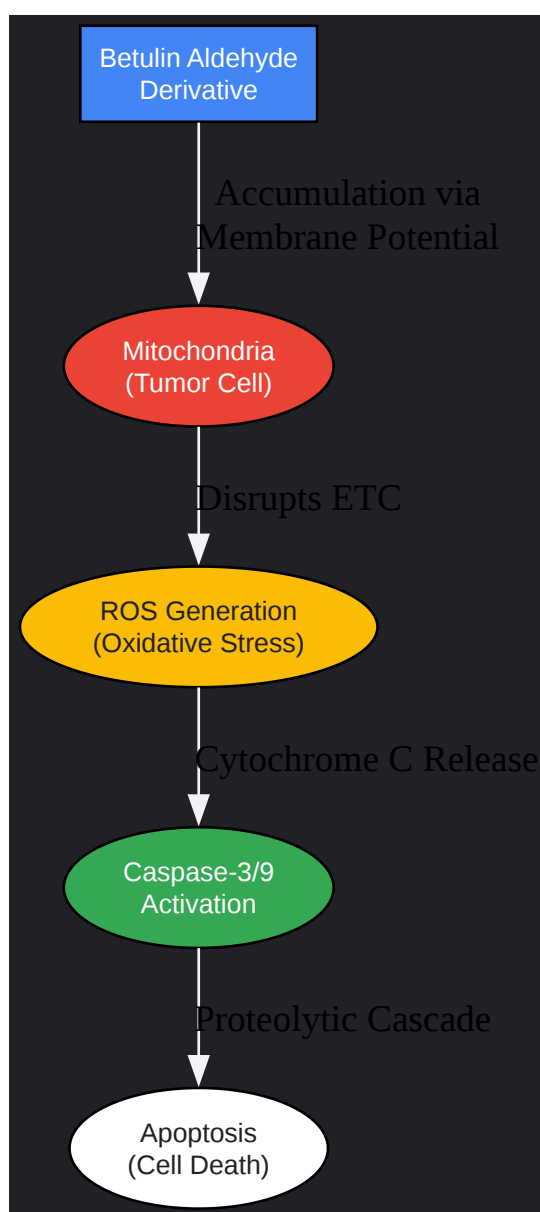 Betulin Aldehyde
Derivative
Accumulation via
Membrane Potential
Mitochondria
(Tumor Cell)
Disrupts ETC
ROS Generation
(Oxidative Stress)
Cytochrome C Release
Caspase-3/9
Activation
Proteolytic Cascade
Apoptosis
(Cell Death)